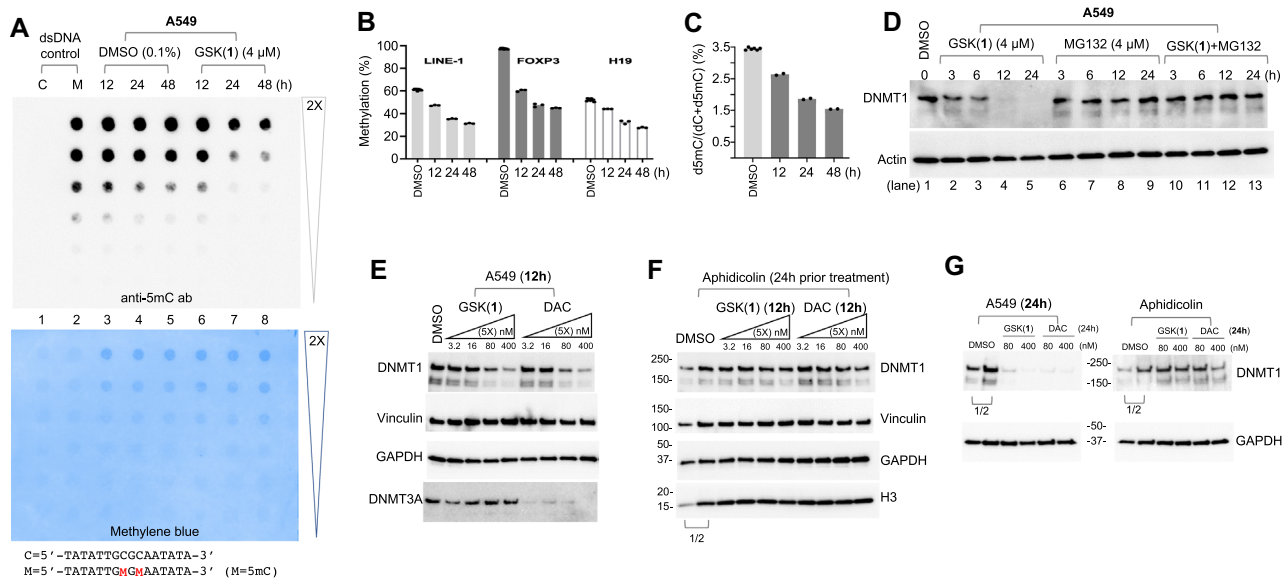 A
A549
dsDNA
control
DMSO (0.1%)
GSK(1) (4 µM)
C M 12 24 48 12 24 48 (h)
2X
anti-5mC ab
1 2 3 4 5 6 7 8
2X
Methylene blue
C=5’-TATATTGCGCAATATA-3’
M=5’-TATATTGMGMAATATA-3’ (M=5mC)
B
Methylation (%)
100
80
60
40
20
0
LINE-1 FOXP3 H19
DMSO 12 24 48 DMSO 12 24 48 DMSO 12 24 48 (h)
C
d5mC/(dC+d5mC) (%)
3.5
2.5
1.5
0.5
DMSO 12 24 48 (h)
D
A549
DMSO GSK(1) (4 µM) MG132 (4 µM) GSK(1)+MG132
0 3 6 12 24 3 6 12 24 3 6 12 24 (h)
DNMT1
Actin
(lane) 1 2 3 4 5 6 7 8 9 10 11 12 13
E
A549 (12h)
GSK(1) DAC
DMSO (5X) nM (5X) nM
3.2 16 80 400 3.2 16 80 400
DNMT1
Vinculin
GAPDH
DNMT3A
F
Aphidicolin (24h prior treatment)
GSK(1) (12h) DAC (12h)
DMSO (5X) nM (5X) nM
3.2 16 80 400 3.2 16 80 400
250-
150-
DNMT1
150-
100-
Vinculin
50-
37-
GAPDH
20-
15-
H3
1/2
G
A549 (24h) Aphidicolin
GSK(1) DAC (24h) GSK(1) DAC (24h)
DMSO 80 400 80 400 (nM) DMSO 80 400 80 400
-250-
-150-
DNMT1
1/2 1/2
-50-
-37-
GAPDH